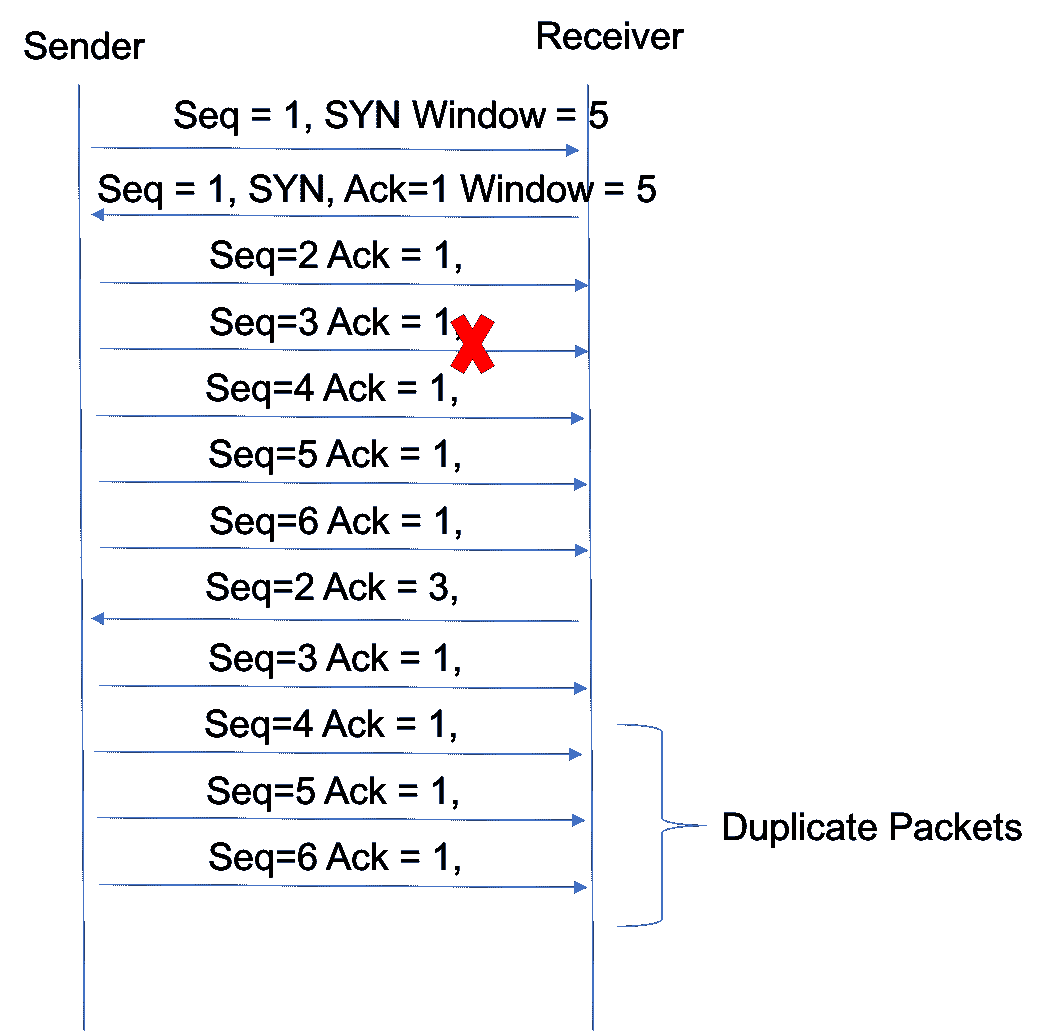 Sender
Receiver
Seq = 1, SYN Window = 5
Seq = 1, SYN, Ack=1 Window = 5
Seq=2 Ack = 1,
Seq=3 Ack = 1,
Seq=4 Ack = 1,
Seq=5 Ack = 1,
Seq=6 Ack = 1,
Seq=2 Ack = 3,
Seq=3 Ack = 1,
Seq=4 Ack = 1,
Seq=5 Ack = 1,
Duplicate Packets
Seq=6 Ack = 1,